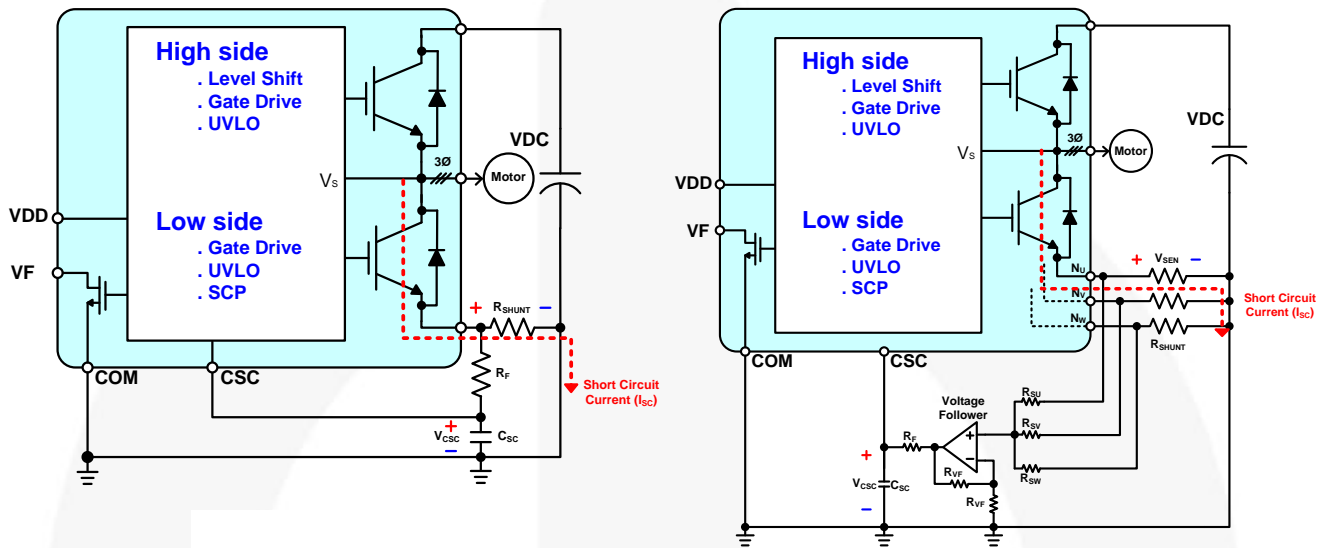 High side
. Level Shift
. Gate Drive
. UVLO
VDC
3Ø
Motor
VS
VDD
Low side
. Gate Drive
. UVLO
. SCP
VF
+
RSHUNT
–
COM
CSC
RF
Short Circuit
Current (ISC)
+
VCSC
CSC
–
High side
. Level Shift
. Gate Drive
. UVLO
VDC
3Ø
Motor
VS
VDD
Low side
. Gate Drive
. UVLO
. SCP
VF
+
VSEN
–
NU
NV
NW
Short Circuit
Current (ISC)
RSHUNT
COM
CSC
Voltage
Follower
RSU
RSV
RSW
RF
+
–
RVF
RVF
+
VCSC
CSC
–